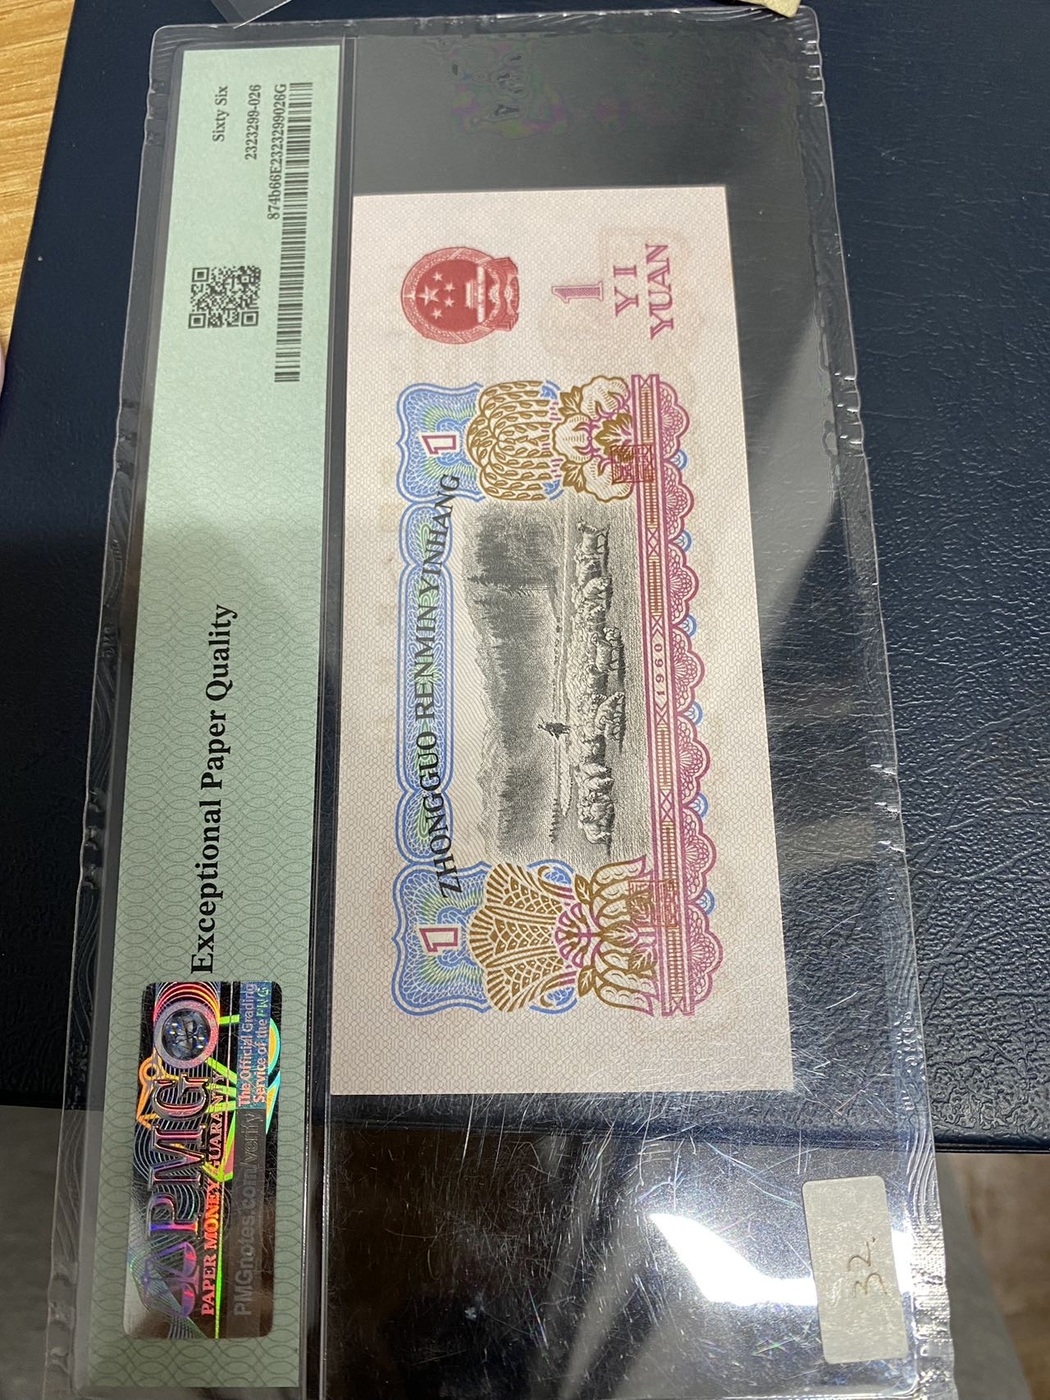 Sixty Six
2323299-026
874b66E2323299026G
Exceptional Paper Quality
PMG
PAPER MONEY GUARANTY
The Official Grading
Service of the PNG
PMGnotes.com/verify
1
YI
YUAN
1
ZHONGGUO RENMIN YINHANG
1
1960
32.